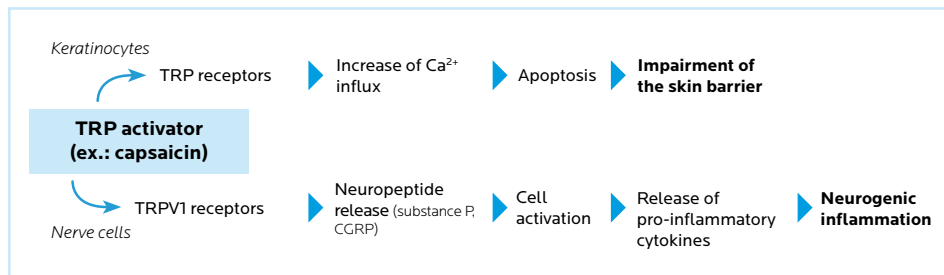 Keratinocytes
TRP receptors
Increase of Ca²⁺
influx
Apoptosis
Impairment of
the skin barrier
TRP activator
(ex.: capsaicin)
TRPV1 receptors
Nerve cells
Neuropeptide
release (substance P,
CGRP)
Cell
activation
Release of
pro-inflammatory
cytokines
Neurogenic
inflammation